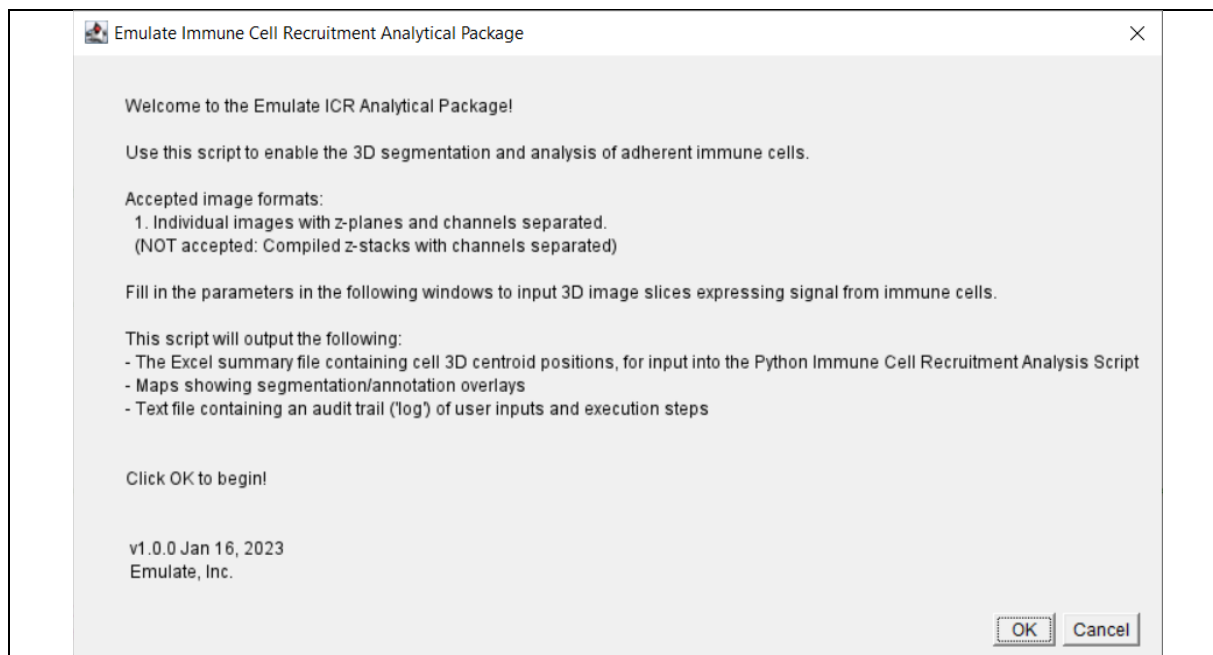 Emulate Immune Cell Recruitment Analytical Package
Welcome to the Emulate ICR Analytical Package!
Use this script to enable the 3D segmentation and analysis of adherent immune cells.
Accepted image formats:
1. Individual images with z-planes and channels separated.
(NOT accepted: Compiled z-stacks with channels separated)
Fill in the parameters in the following windows to input 3D image slices expressing signal from immune cells.
This script will output the following:
- The Excel summary file containing cell 3D centroid positions, for input into the Python Immune Cell Recruitment Analysis Script
- Maps showing segmentation/annotation overlays
- Text file containing an audit trail ('log') of user inputs and execution steps
Click OK to begin!
v1.0.0 Jan 16, 2023
Emulate, Inc.
OK Cancel